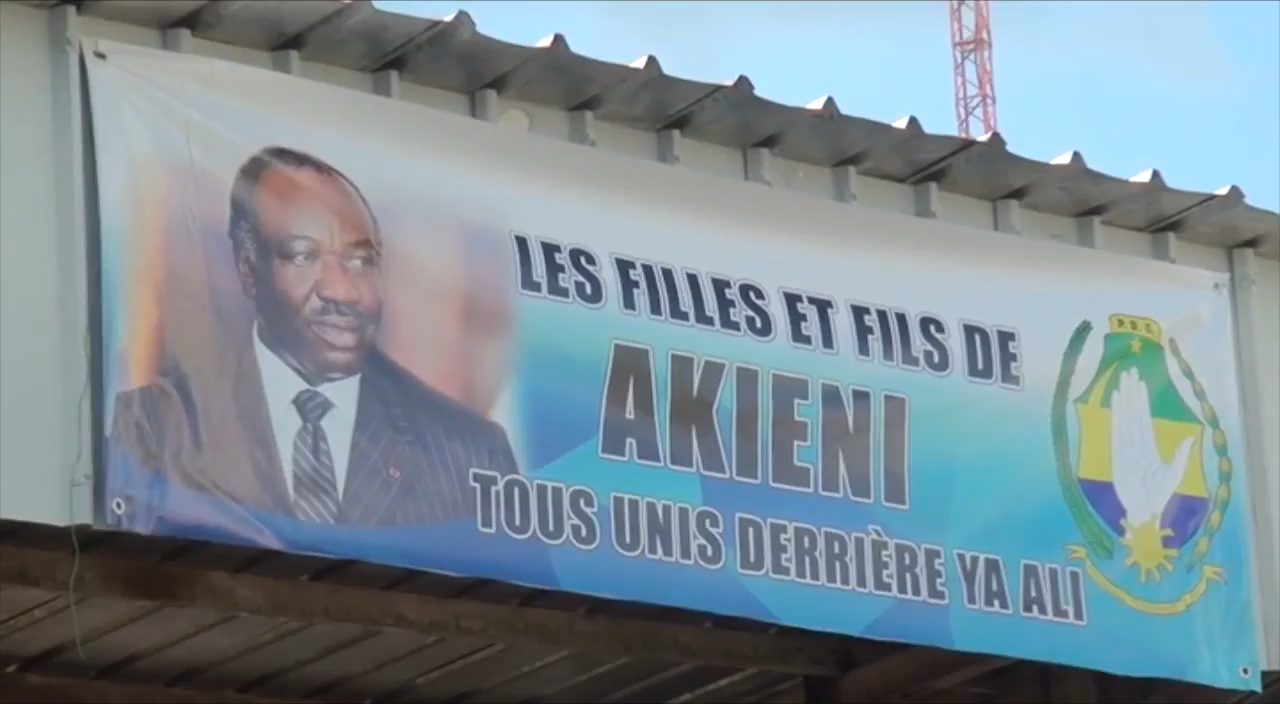 LES FILLES ET FILS DE
AKIENI
TOUS UNIS DERRIÈRE YA ALI
P.D.G.